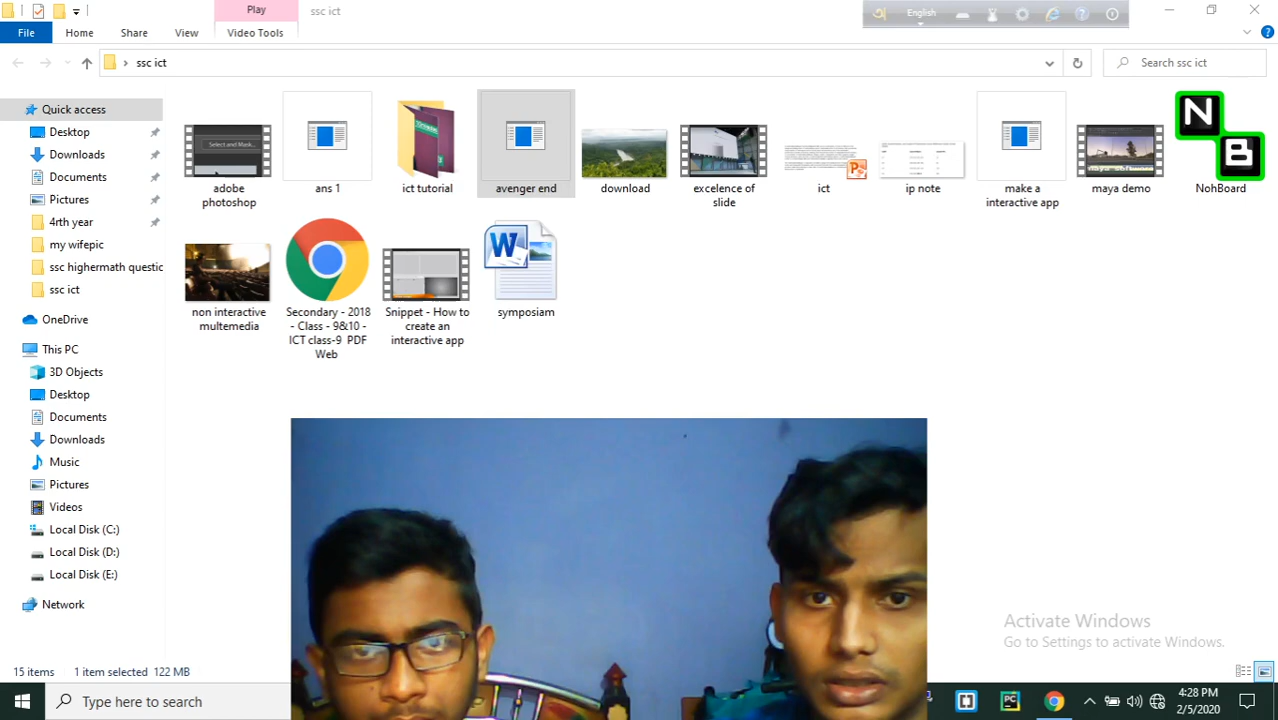 Play
ssc ict
English
File
Home
Share
View
Video Tools
ssc ict
Search ssc ict
Quick access
Desktop
Downloads
Documents
Pictures
4rth year
my wifepic
ssc highermath questic
ssc ict
OneDrive
This PC
3D Objects
Desktop
Documents
Downloads
Music
Pictures
Videos
Local Disk (C:)
Local Disk (D:)
Local Disk (E:)
Network
Select and Mask...
adobe
photoshop
ans 1
ict tutorial
avenger end
download
excelence of
slide
ict
ip note
make a
interactive app
maya demo
N
B
NohBoard
non interactive
multemedia
Secondary - 2018
- Class - 9&10 -
ICT class-9 PDF
Web
Snippet - How to
create an
interactive app
W
symposiam
Activate Windows
Go to Settings to activate Windows.
15 items
1 item selected 122 MB
Type here to search
PC
4:28 PM
2/5/2020